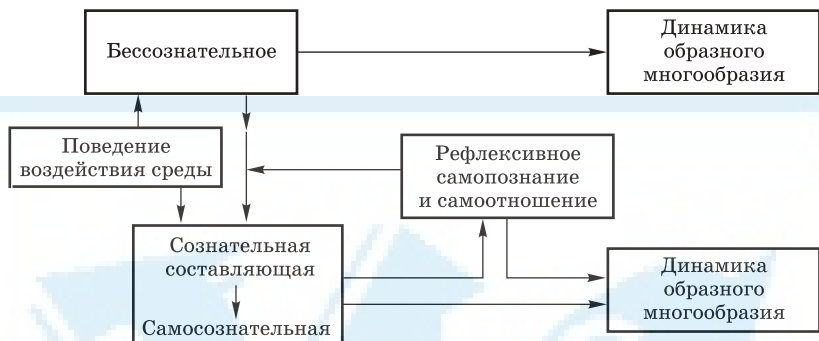 Бессознательное
Динамика
образного
многообразия
Поведение
воздействия среды
Рефлексивное
самопознание
и самоотношение
Сознательная
составляющая
Самосознательная
Динамика
образного
многообразия